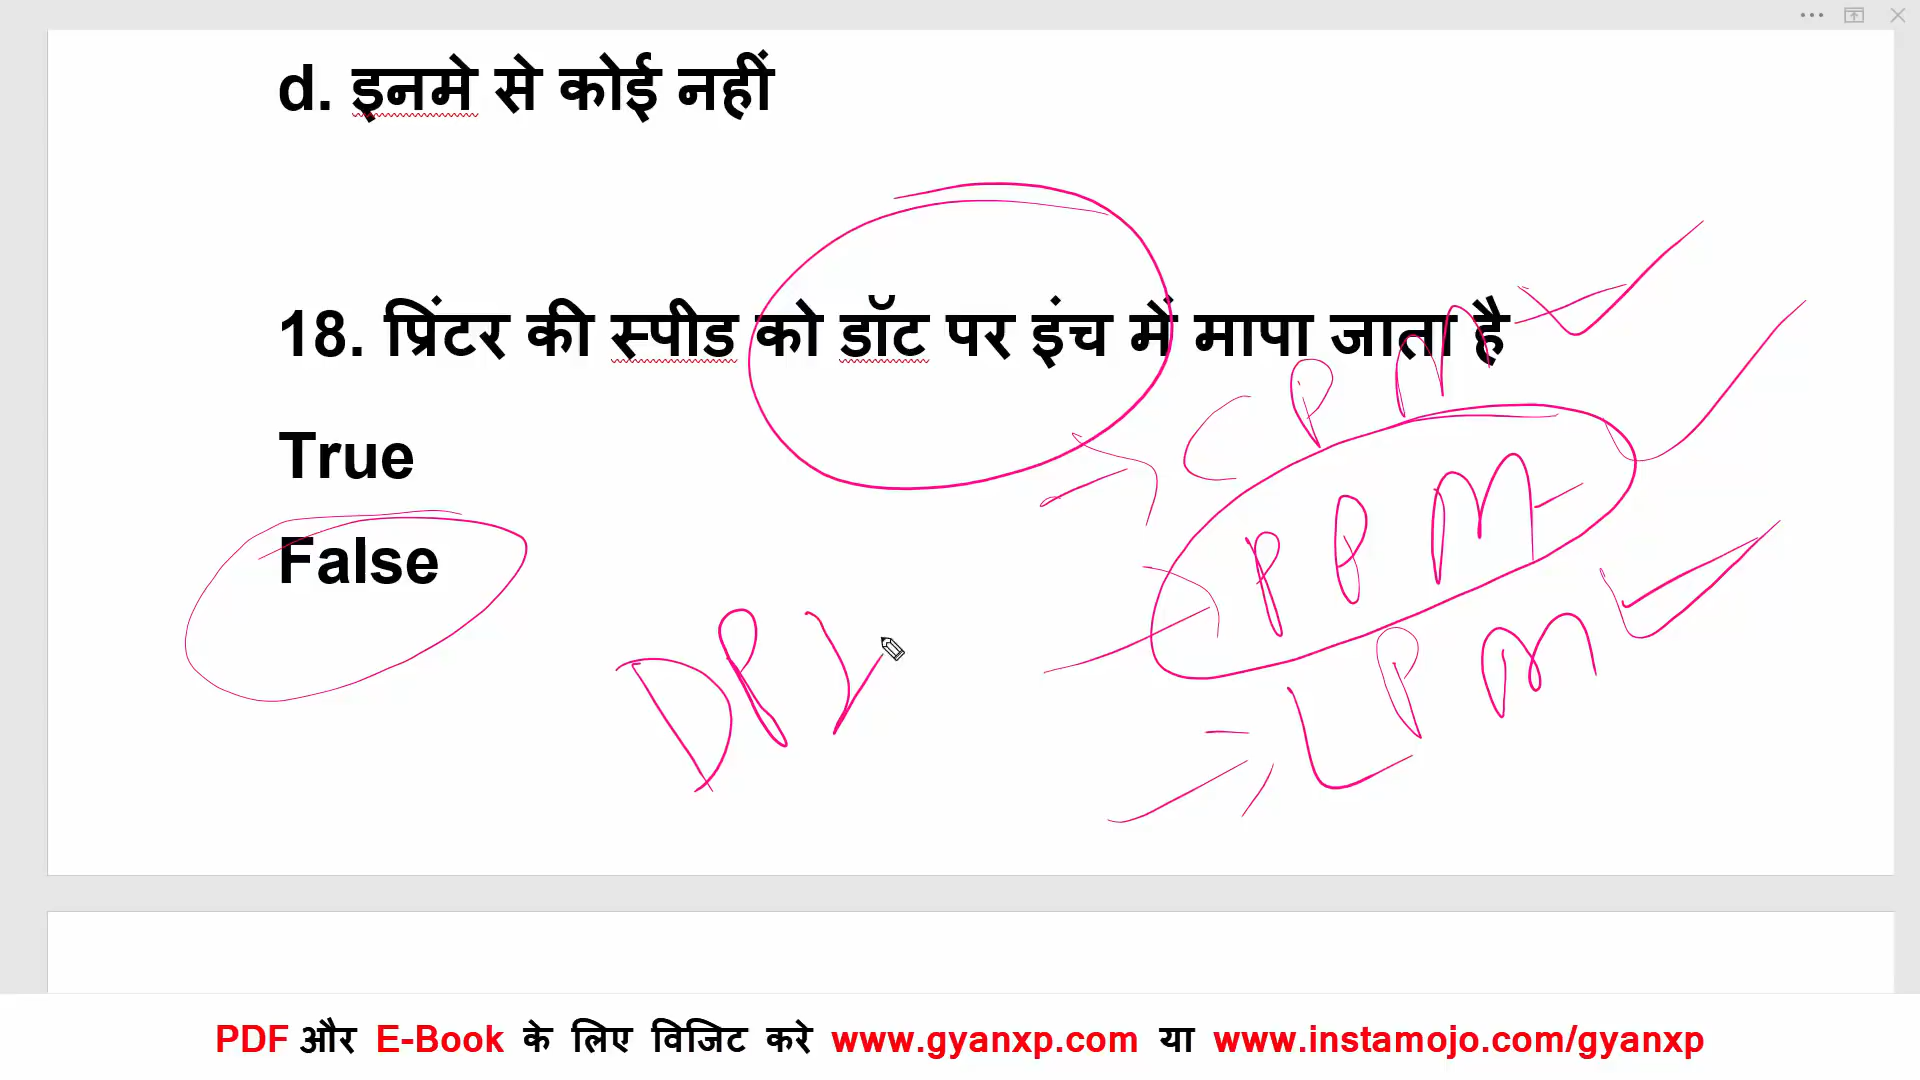 d. इनमे से कोई नहीं
18. प्रिंटर की स्पीड को डॉट पर इंच में मापा जाता है
True
False
CPM
PPM
LPM
DPI
PDF और E-Book के लिए विजिट करे www.gyanxp.com या www.instamojo.com/gyanxp